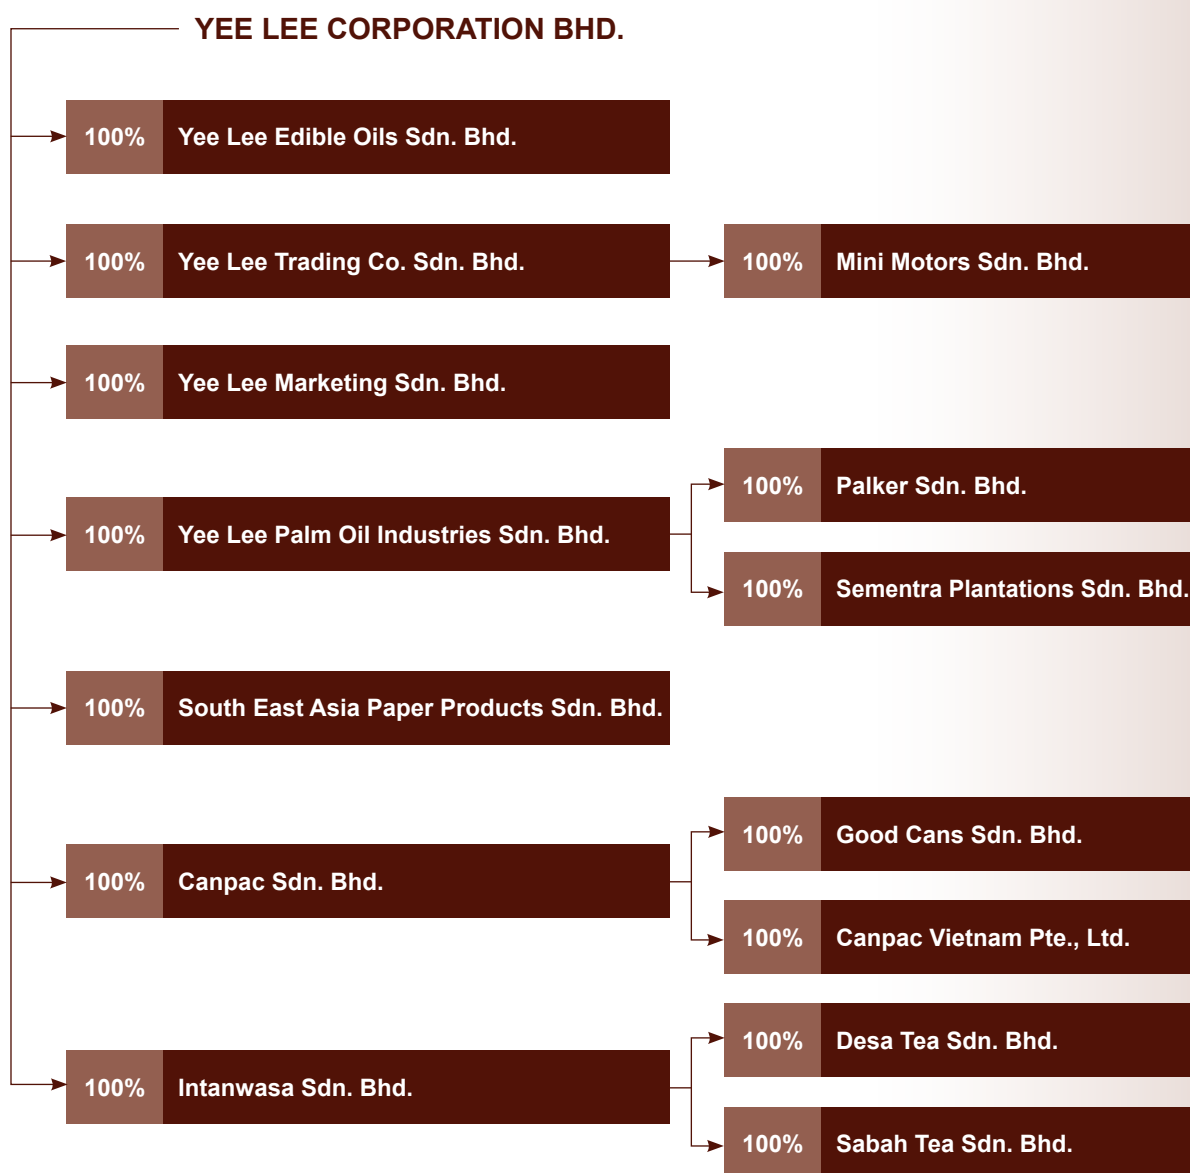 YEE LEE CORPORATION BHD.
100% Yee Lee Edible Oils Sdn. Bhd.
100% Yee Lee Trading Co. Sdn. Bhd.
100% Mini Motors Sdn. Bhd.
100% Yee Lee Marketing Sdn. Bhd.
100% Yee Lee Palm Oil Industries Sdn. Bhd.
100% Palker Sdn. Bhd.
100% Sementra Plantations Sdn. Bhd.
100% South East Asia Paper Products Sdn. Bhd.
100% Canpac Sdn. Bhd.
100% Good Cans Sdn. Bhd.
100% Canpac Vietnam Pte., Ltd.
100% Intanwasa Sdn. Bhd.
100% Desa Tea Sdn. Bhd.
100% Sabah Tea Sdn. Bhd.